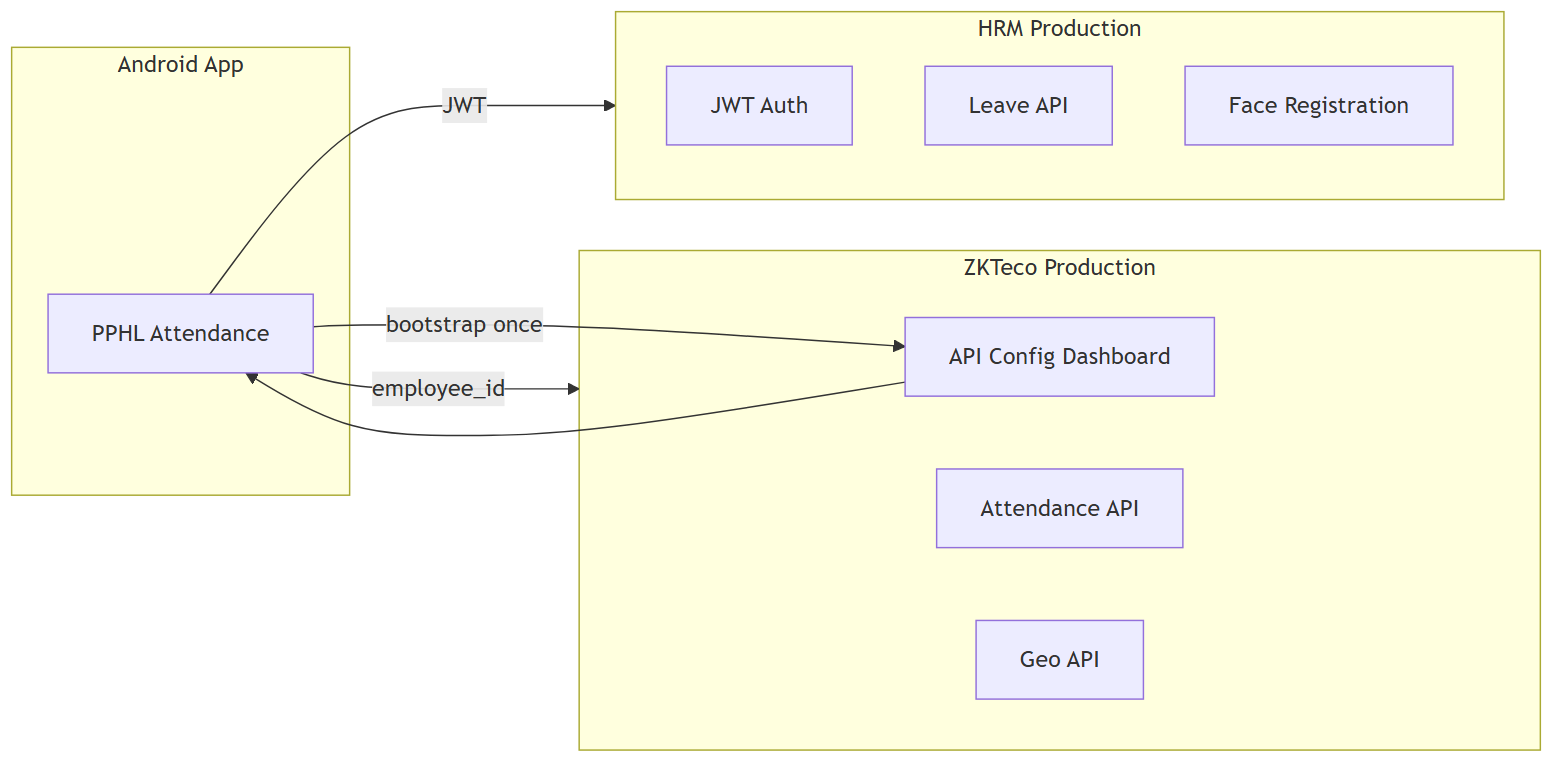 Android App
PPHL Attendance
JWT
bootstrap once
employee_id
HRM Production
JWT Auth
Leave API
Face Registration
ZKTeco Production
API Config Dashboard
Attendance API
Geo API